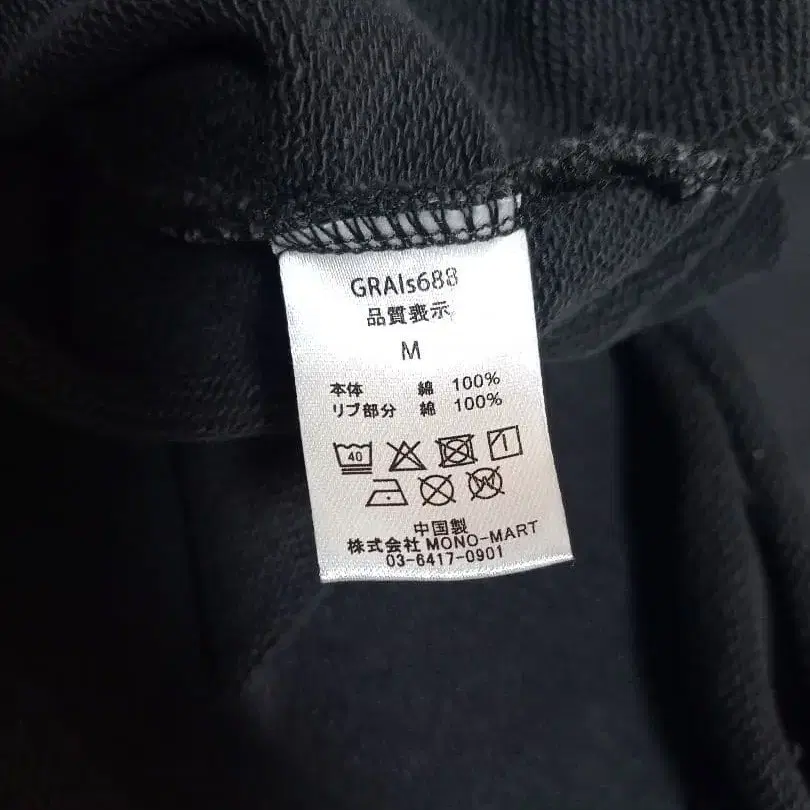 GRAIs688
品質表示
M
本体 綿 100%
リブ部分 綿 100%
40
W
中国製
株式会社 MONO-MART
03-6417-0901